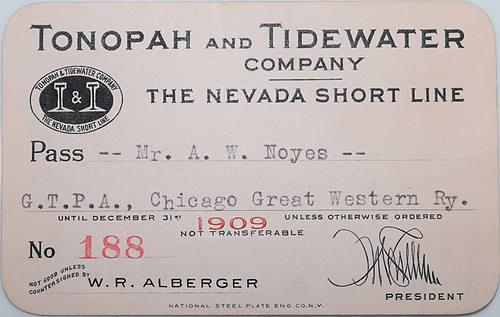 TONOPAH AND TIDEWATER
COMPANY
THE NEVADA SHORT LINE
TONOPAH & TIDEWATER COMPANY
T & T
THE NEVADA SHORT LINE
Pass -- Mr. A. W. Noyes --
G.T.P.A., Chicago Great Western Ry.
UNTIL DECEMBER 31ST 1909 UNLESS OTHERWISE ORDERED
NOT TRANSFERABLE
No 188
NOT GOOD UNLESS
COUNTERSIGNED BY
W. R. ALBERGER
PRESIDENT
NATIONAL STEEL PLATE ENG. CO. N.Y.